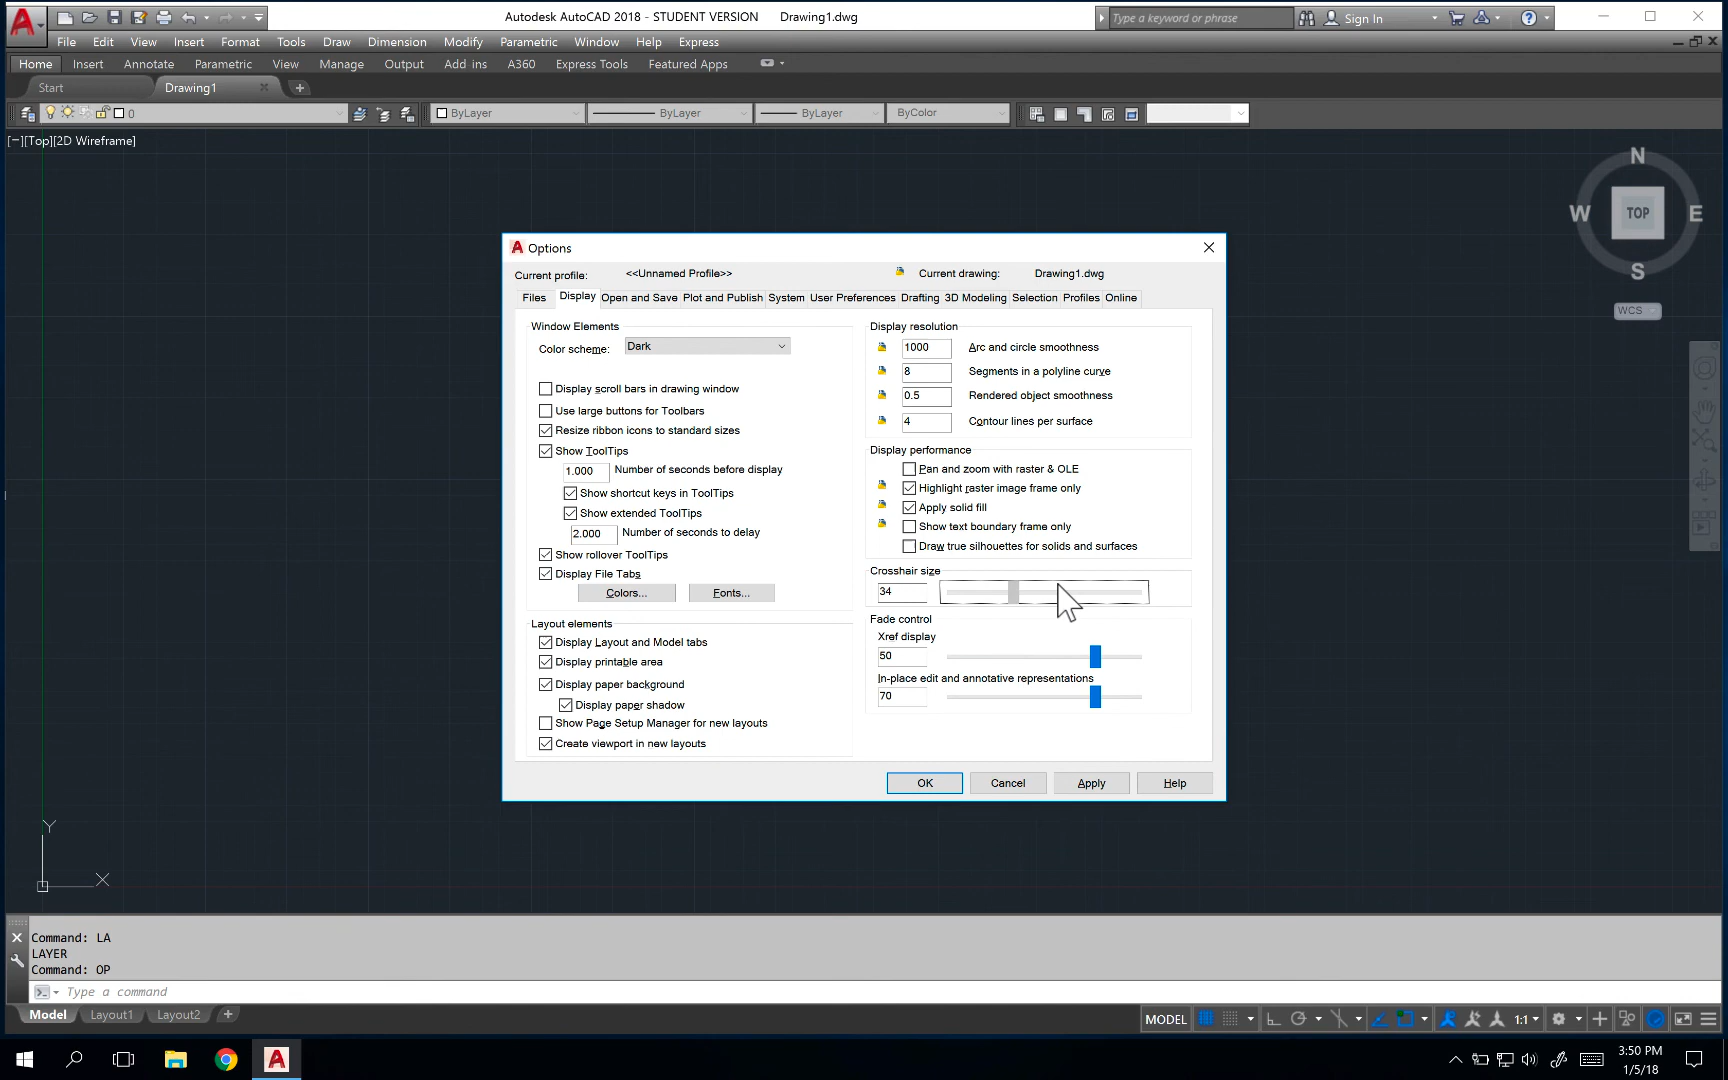 Autodesk AutoCAD 2018 - STUDENT VERSION Drawing1.dwg
Type a keyword or phrase
Sign In
File Edit View Insert Format Tools Draw Dimension Modify Parametric Window Help Express
Home Insert Annotate Parametric View Manage Output Add ins A360 Express Tools Featured Apps
Start Drawing1
0 ByLayer ByLayer ByLayer ByColor
[−][Top][2D Wireframe]
N
W TOP E
S
WCS
Options
Current profile: <<Unnamed Profile>> Current drawing: Drawing1.dwg
Files Display Open and Save Plot and Publish System User Preferences Drafting 3D Modeling Selection Profiles Online
Window Elements
Color scheme: Dark
Display scroll bars in drawing window
Use large buttons for Toolbars
Resize ribbon icons to standard sizes
Show ToolTips
1.000 Number of seconds before display
Show shortcut keys in ToolTips
Show extended ToolTips
2.000 Number of seconds to delay
Show rollover ToolTips
Display File Tabs
Colors... Fonts...
Layout elements
Display Layout and Model tabs
Display printable area
Display paper background
Display paper shadow
Show Page Setup Manager for new layouts
Create viewport in new layouts
Display resolution
1000 Arc and circle smoothness
8 Segments in a polyline curve
0.5 Rendered object smoothness
4 Contour lines per surface
Display performance
Pan and zoom with raster & OLE
Highlight raster image frame only
Apply solid fill
Show text boundary frame only
Draw true silhouettes for solids and surfaces
Crosshair size
34
Fade control
Xref display
50
In-place edit and annotative representations
70
OK Cancel Apply Help
Y
X
Command: LA
LAYER
Command: OP
Type a command
Model Layout1 Layout2
MODEL 1:1
3:50 PM
1/5/18